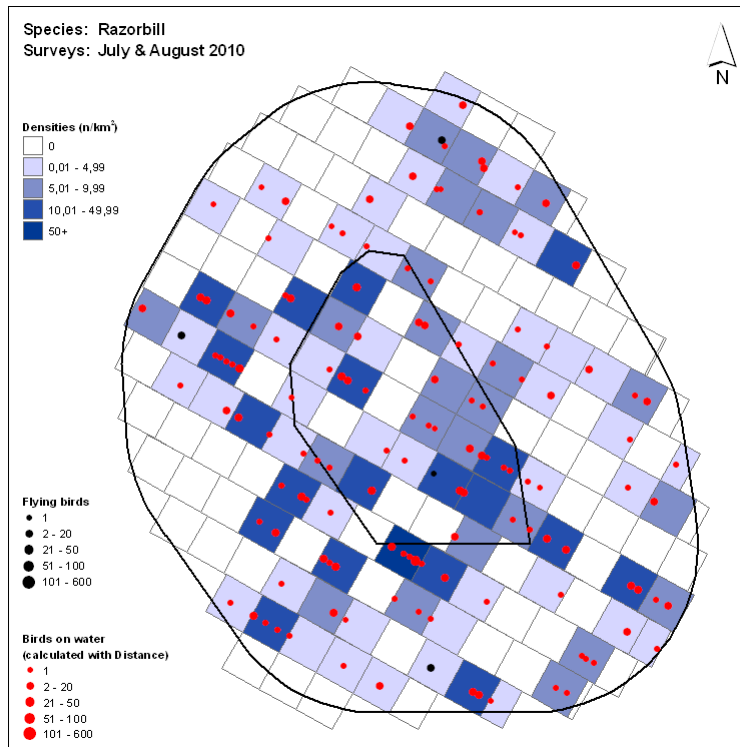 Species: Razorbill
Surveys: July & August 2010
N
Densities (n/km²)
0
0,01 - 4,99
5,01 - 9,99
10,01 - 49,99
50+
Flying birds
1
2 - 20
21 - 50
51 - 100
101 - 600
Birds on water
(calculated with Distance)
1
2 - 20
21 - 50
51 - 100
101 - 600